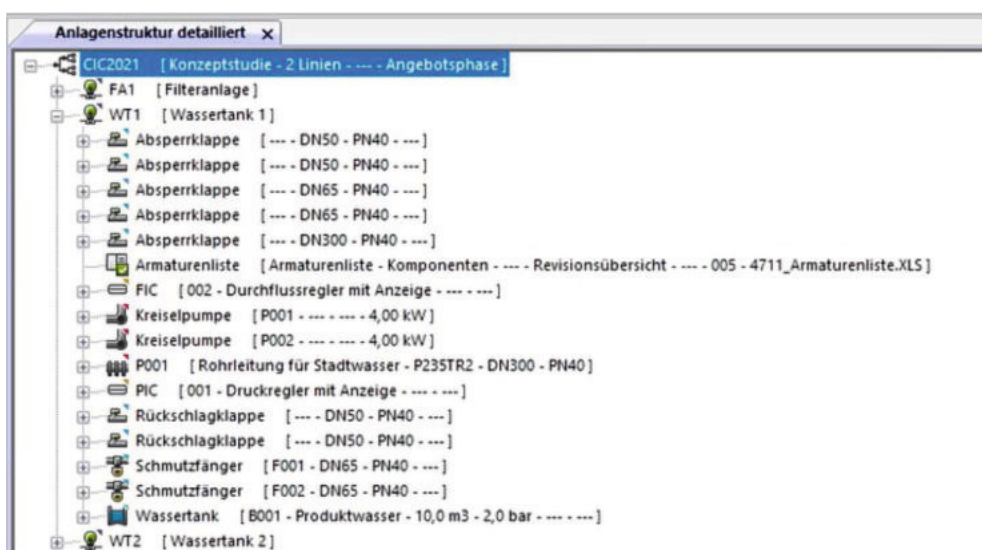 Anlagenstruktur detailliert x
CIC2021 [Konzeptstudie - 2 Linien - --- - Angebotsphase]
FA1 [Filteranlage]
WT1 [Wassertank 1]
Absperrklappe [--- - DN50 - PN40 - ---]
Absperrklappe [--- - DN50 - PN40 - ---]
Absperrklappe [--- - DN65 - PN40 - ---]
Absperrklappe [--- - DN65 - PN40 - ---]
Absperrklappe [--- - DN300 - PN40 - ---]
Armaturenliste [Armaturenliste - Komponenten - --- - Revisionsübersicht - --- - 005 - 4711_Armaturenliste.XLS]
FIC [002 - Durchflussregler mit Anzeige - --- - ---]
Kreiselpumpe [P001 - --- - --- - 4,00 kW]
Kreiselpumpe [P002 - --- - --- - 4,00 kW]
P001 [Rohrleitung für Stadtwasser - P235TR2 - DN300 - PN40]
PIC [001 - Druckregler mit Anzeige - --- - ---]
Rückschlagklappe [--- - DN50 - PN40 - ---]
Rückschlagklappe [--- - DN50 - PN40 - ---]
Schmutzfänger [F001 - DN65 - PN40 - ---]
Schmutzfänger [F002 - DN65 - PN40 - ---]
Wassertank [B001 - Produktwasser - 10,0 m3 - 2,0 bar - --- - ---]
WT2 [Wassertank 2]